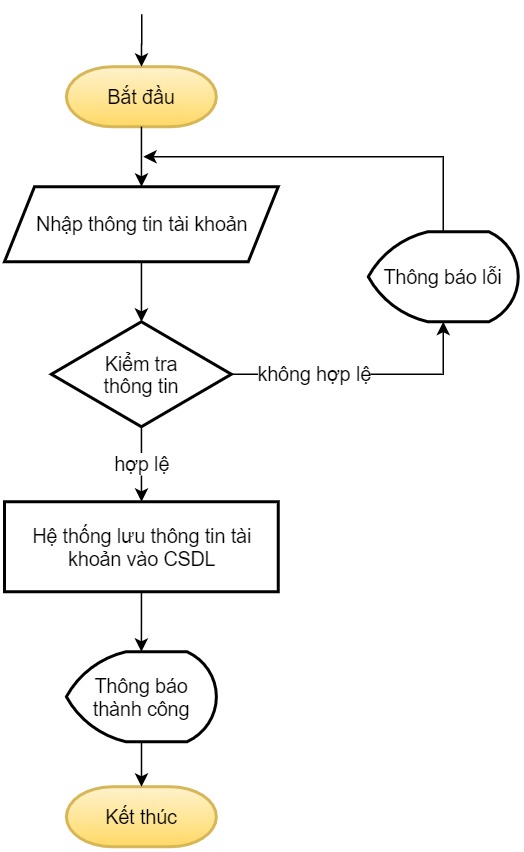 Bắt đầu
Nhập thông tin tài khoản
Thông báo lỗi
Kiểm tra
thông tin
không hợp lệ
hợp lệ
Hệ thống lưu thông tin tài
khoản vào CSDL
Thông báo
thành công
Kết thúc